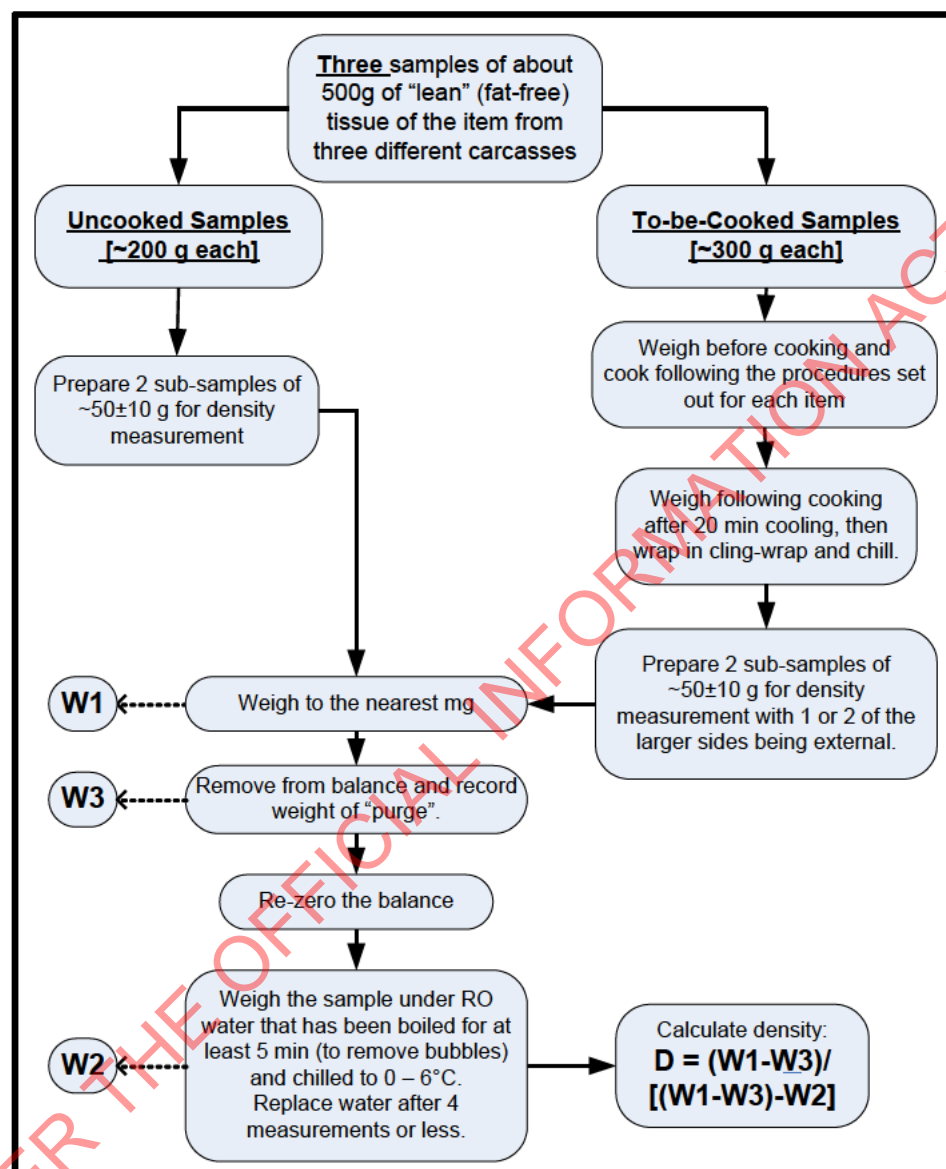 Three samples of about
500g of “lean” (fat-free)
tissue of the item from
three different carcasses
Uncooked Samples
[~200 g each]
To-be-Cooked Samples
[~300 g each]
Prepare 2 sub-samples of
~50±10 g for density
measurement
Weigh before cooking and
cook following the procedures set
out for each item
Weigh following cooking
after 20 min cooling, then
wrap in cling-wrap and chill.
Prepare 2 sub-samples of
~50±10 g for density
measurement with 1 or 2 of the
larger sides being external.
W1
Weigh to the nearest mg
W3
Remove from balance and record
weight of “purge”.
Re-zero the balance
W2
Weigh the sample under RO
water that has been boiled for at
least 5 min (to remove bubbles)
and chilled to 0 – 6°C.
Replace water after 4
measurements or less.
Calculate density:
D = (W1-W3)/
[(W1-W3)-W2]
THE OFFICIAL INFORMATION ACT